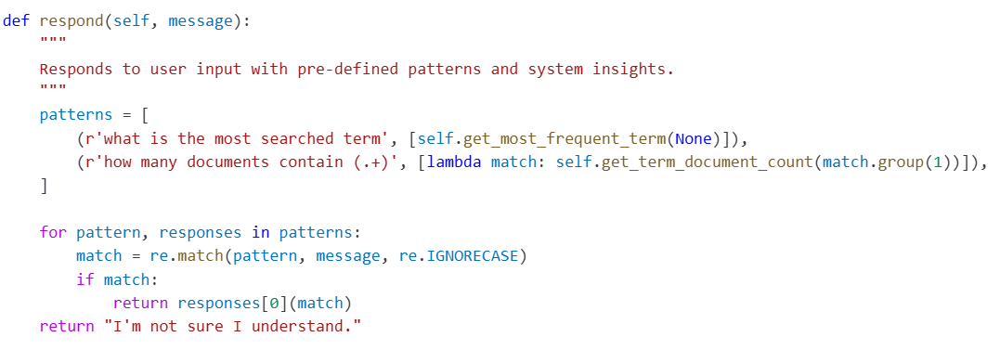 def respond(self, message):
    """
    Responds to user input with pre-defined patterns and system insights.
    """
    patterns = [
        (r'what is the most searched term', [self.get_most_frequent_term(None)]),
        (r'how many documents contain (.+)', [lambda match: self.get_term_document_count(match.group(1))]),
    ]

    for pattern, responses in patterns:
        match = re.match(pattern, message, re.IGNORECASE)
        if match:
            return responses[0](match)
    return "I'm not sure I understand."